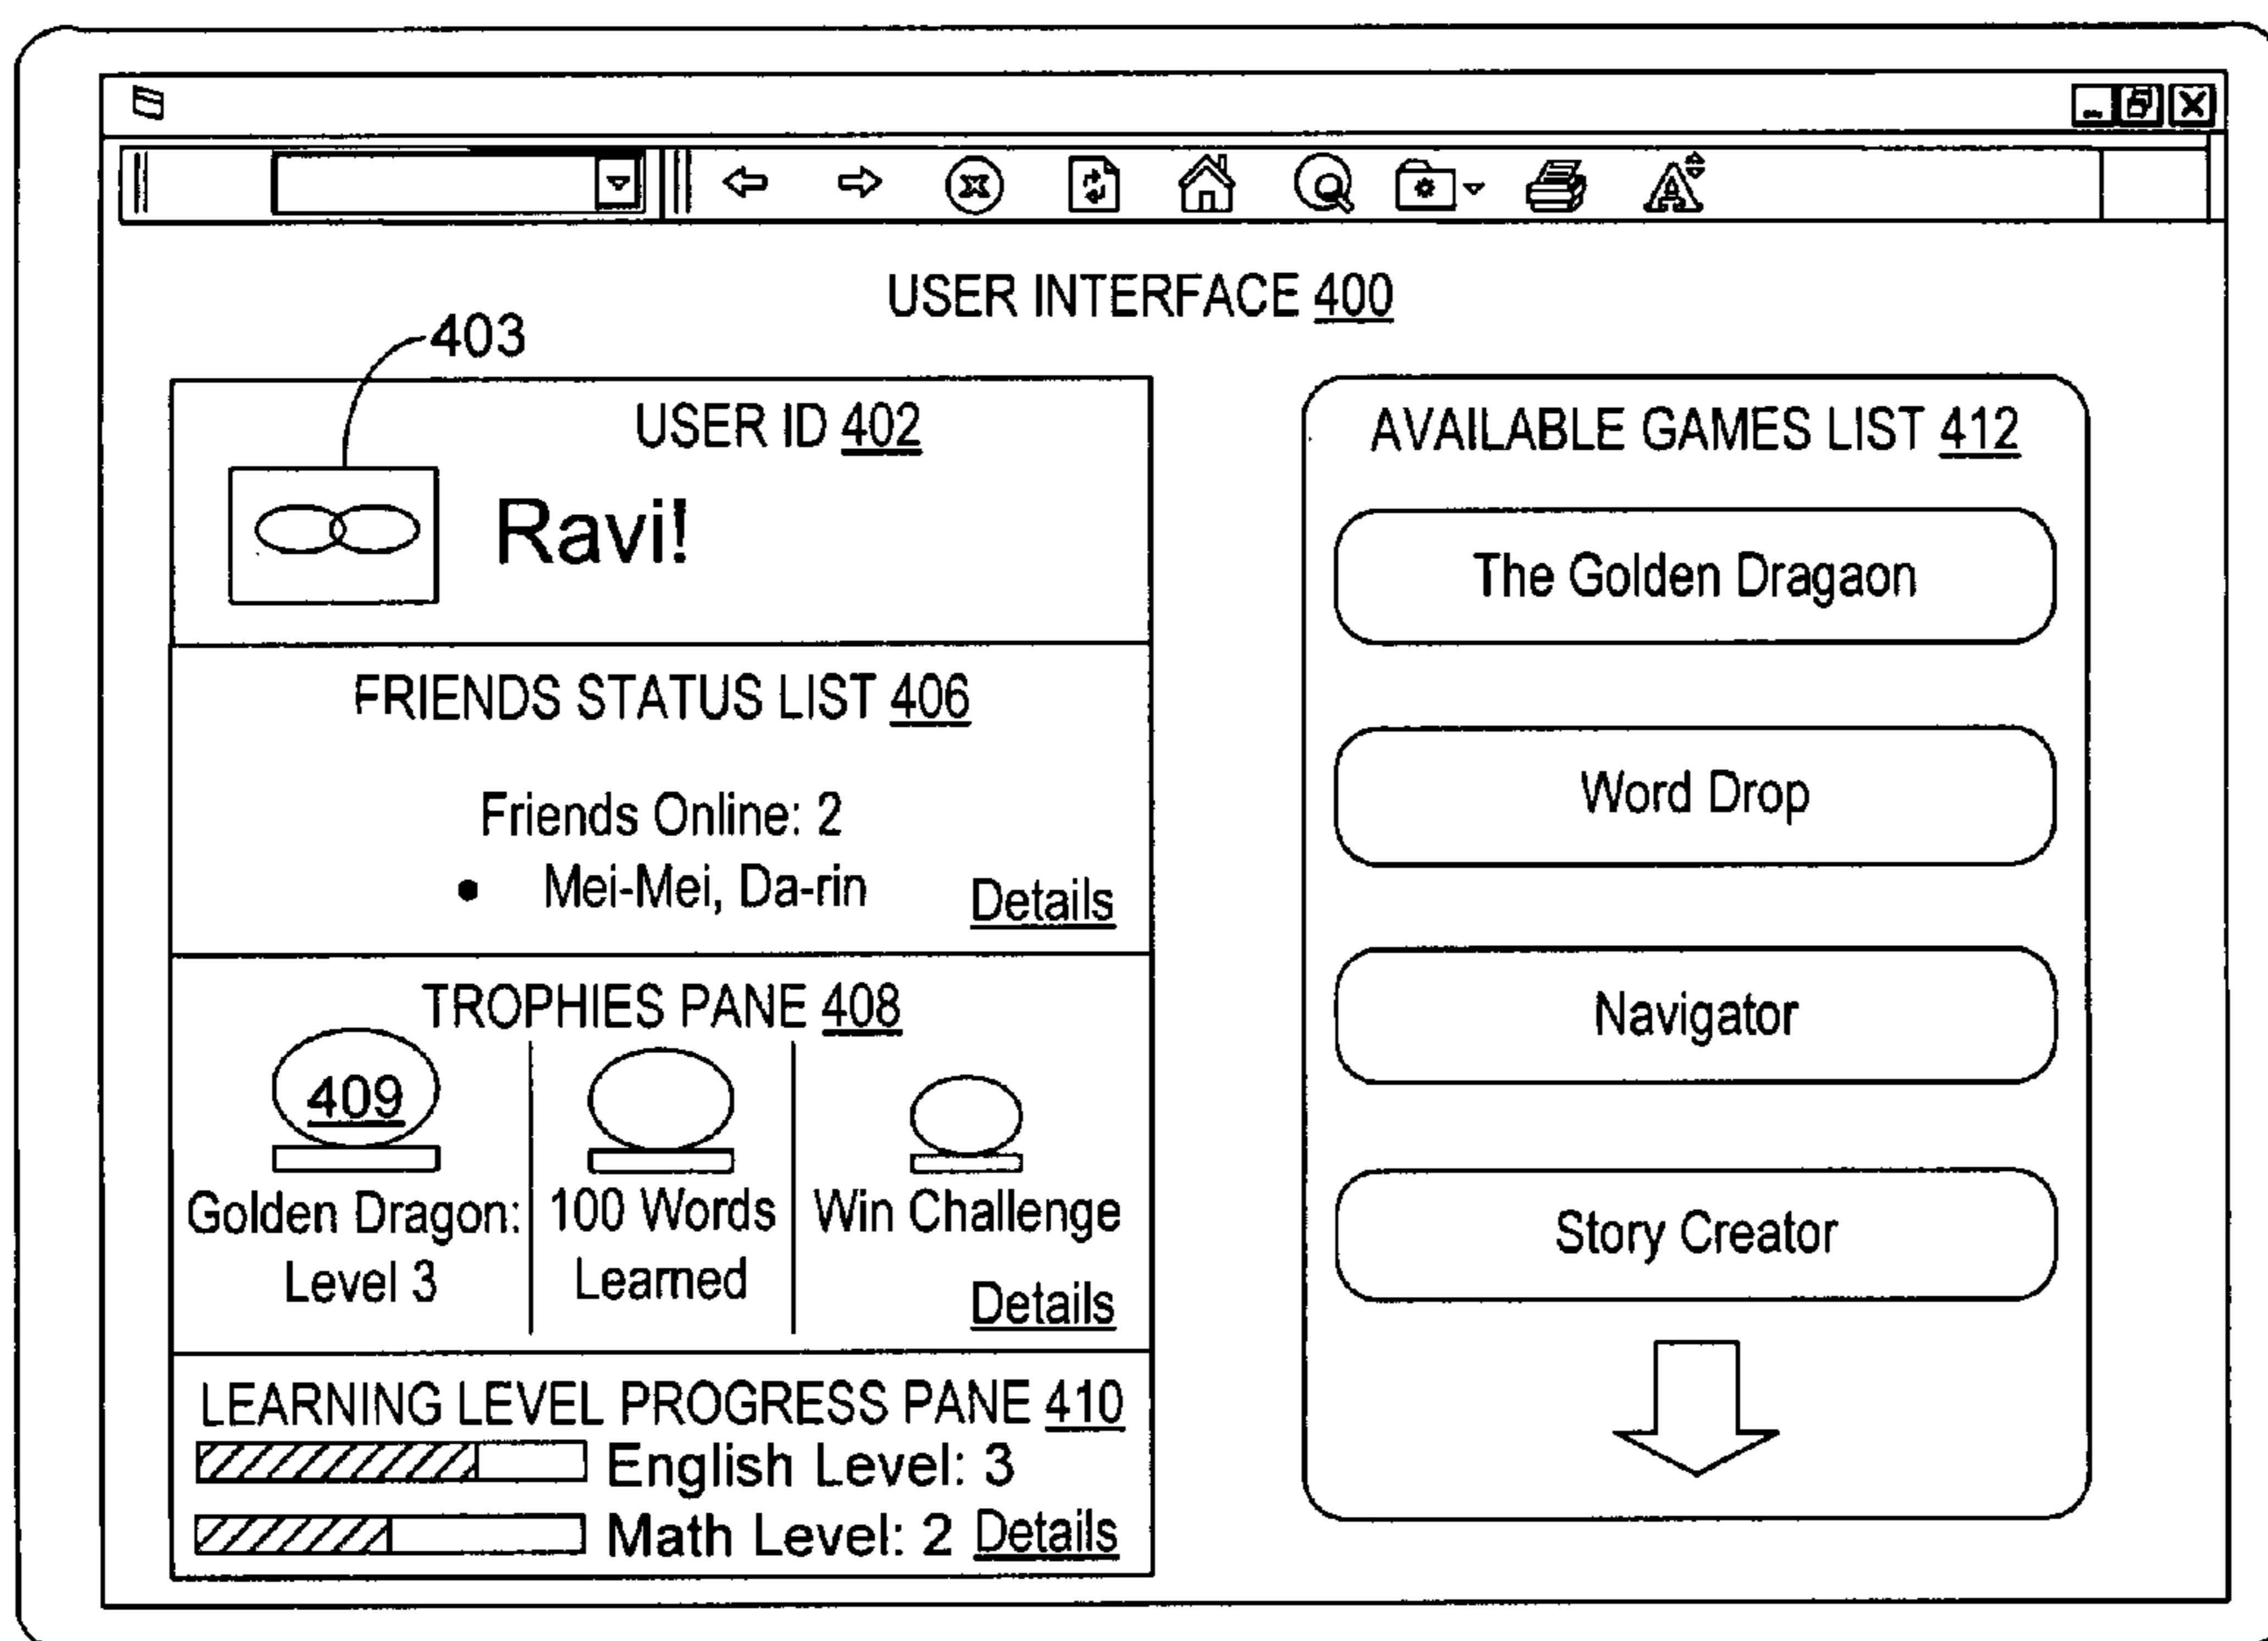 USER INTERFACE 400
403
USER ID 402
Ravi!
FRIENDS STATUS LIST 406
Friends Online: 2
• Mei-Mei, Da-rin
Details
TROPHIES PANE 408
409
Golden Dragon:
Level 3
100 Words
Learned
Win Challenge
Details
LEARNING LEVEL PROGRESS PANE 410
English Level: 3
Math Level: 2 Details
AVAILABLE GAMES LIST 412
The Golden Dragaon
Word Drop
Navigator
Story Creator